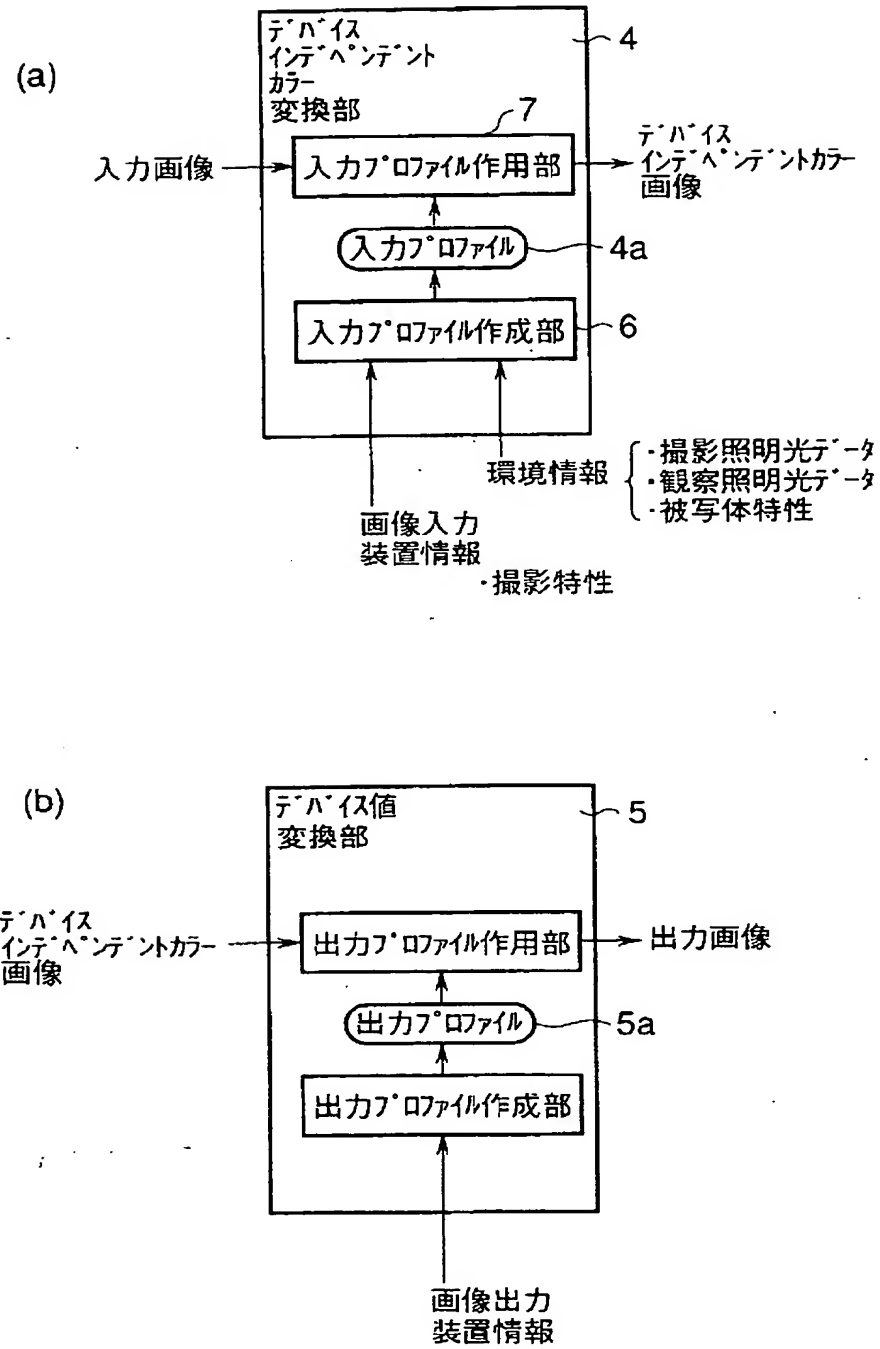 (a)
デバイス
インデペンデント
カラー
変換部
4
7
入力画像
入力プロファイル作用部
デバイス
インデペンデントカラー
画像
入力プロファイル
4a
入力プロファイル作成部
6
環境情報
・撮影照明光データ
・観察照明光データ
・被写体特性
画像入力
装置情報
・撮影特性
(b)
デバイス値
変換部
5
デバイス
インデペンデントカラー
画像
出力プロファイル作用部
出力画像
出力プロファイル
5a
出力プロファイル作成部
画像出力
装置情報